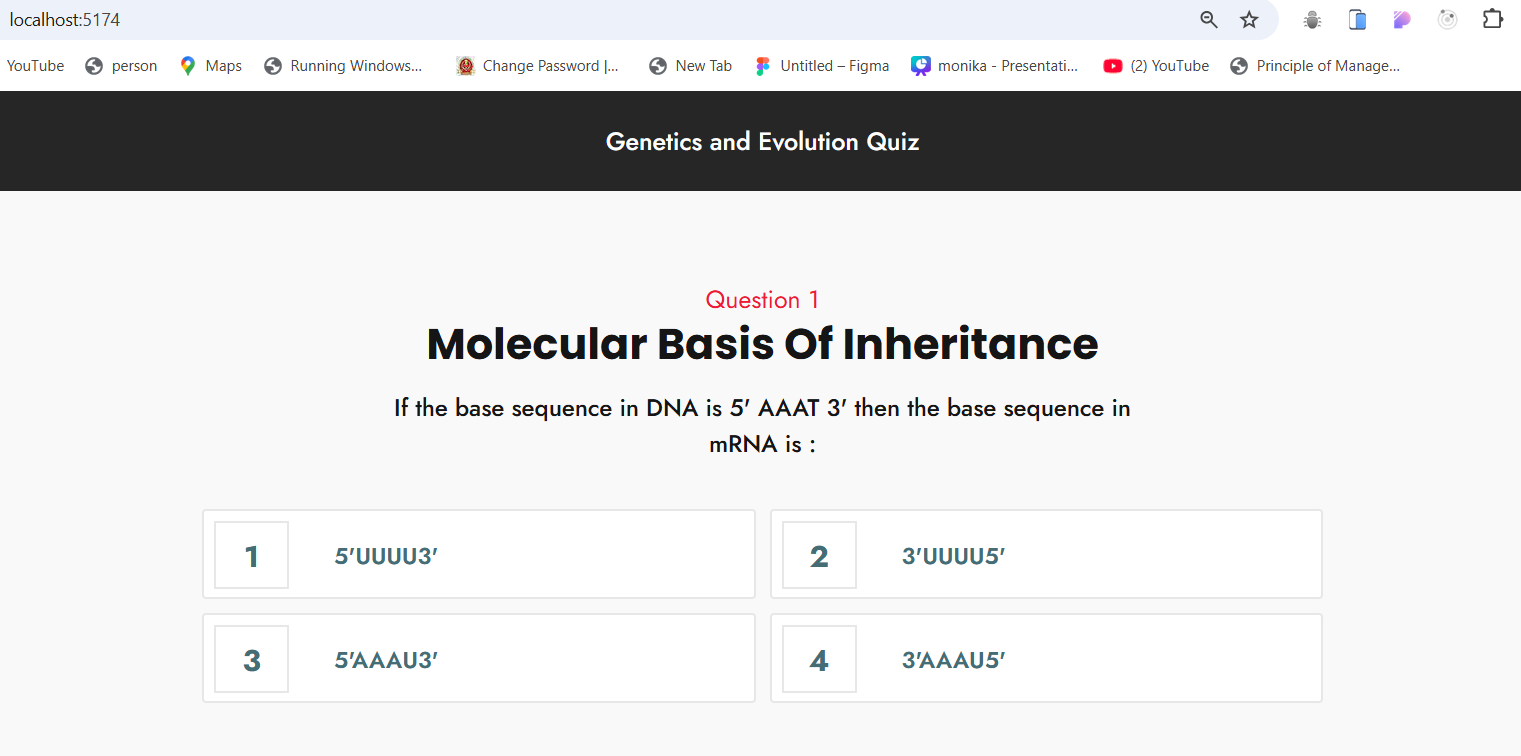 localhost:5174
YouTube person Maps Running Windows... Change Password |... New Tab Untitled – Figma monika - Presentati... (2) YouTube Principle of Manage...
Genetics and Evolution Quiz
Question 1
Molecular Basis Of Inheritance
If the base sequence in DNA is 5' AAAT 3' then the base sequence in
mRNA is :
1 5'UUUU3' 2 3'UUUU5'
3 5'AAAU3' 4 3'AAAU5'